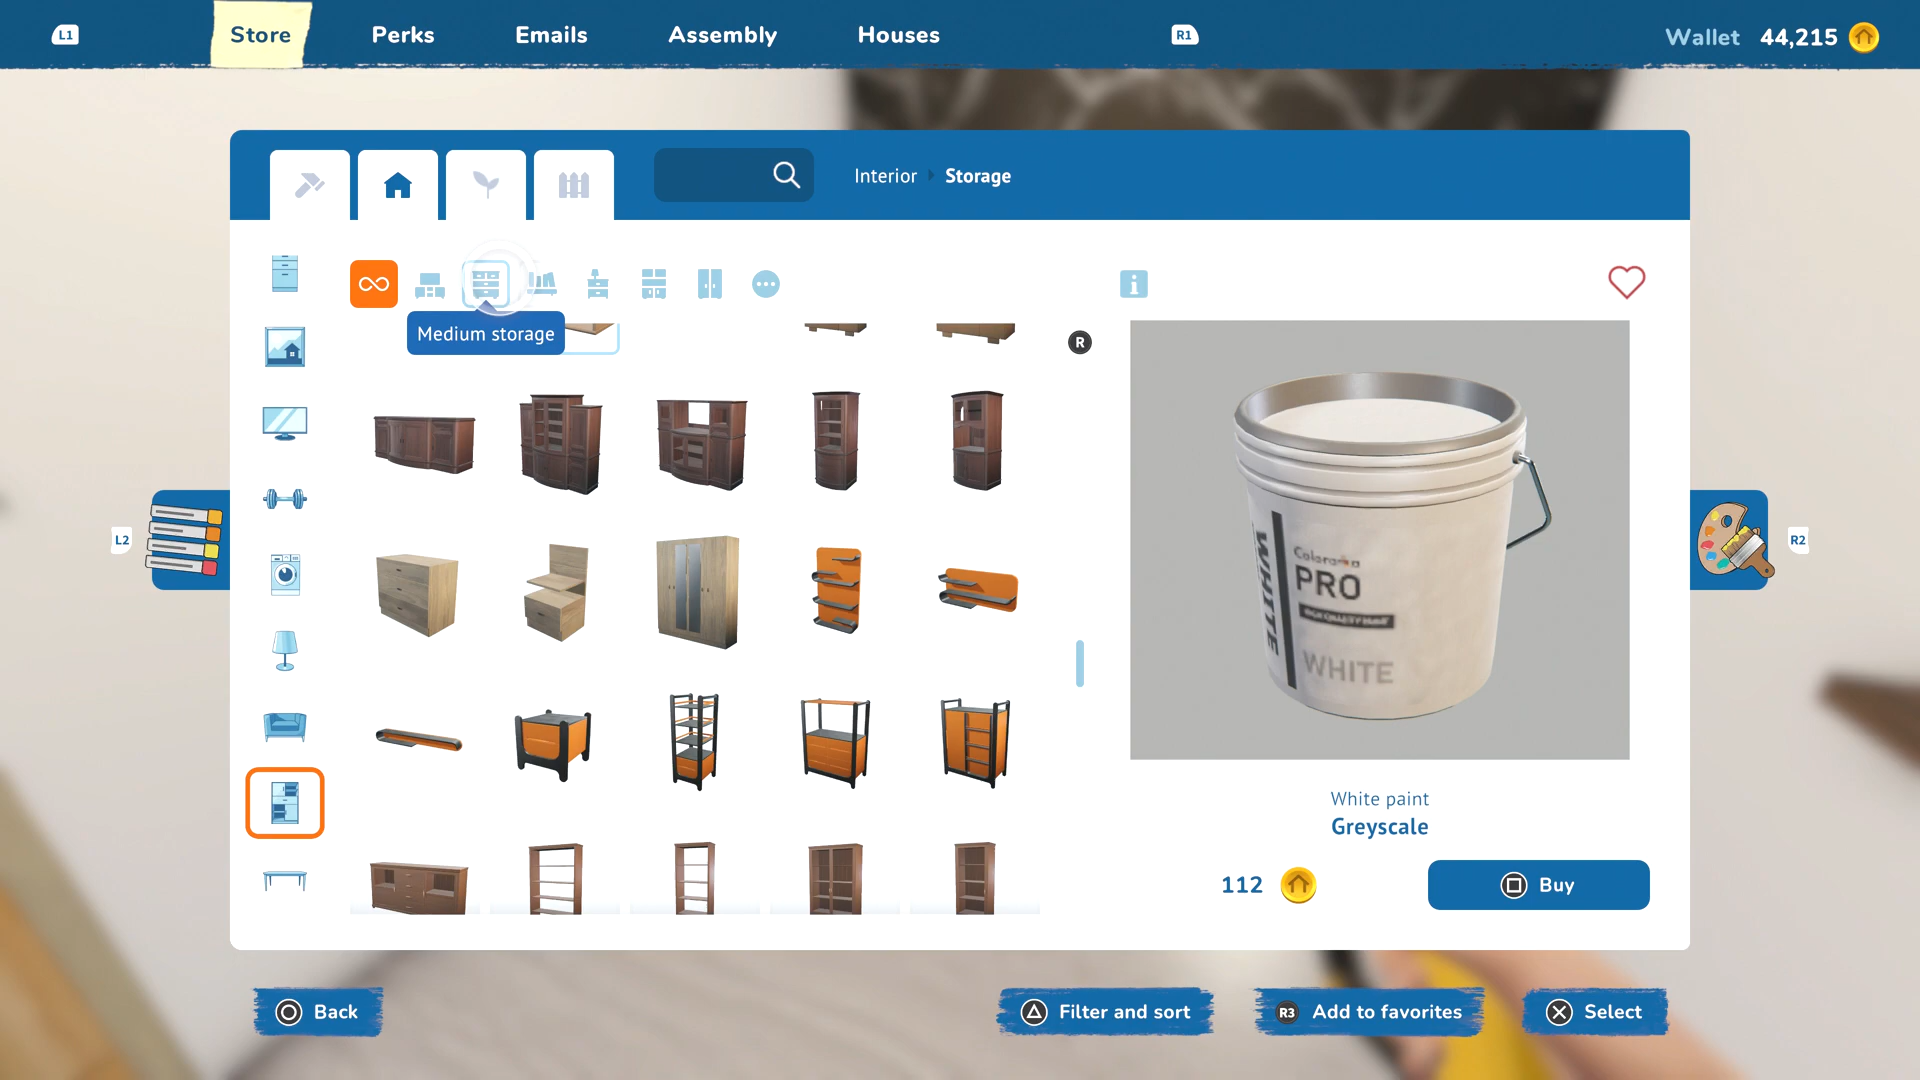 L1
Store
Perks
Emails
Assembly
Houses
R1
Wallet 44,215
Interior Storage
Medium storage
R
L2
R2
WHITE
Colorama
PRO
WHITE
White paint
Greyscale
112
Buy
Back
Filter and sort
R3 Add to favorites
Select